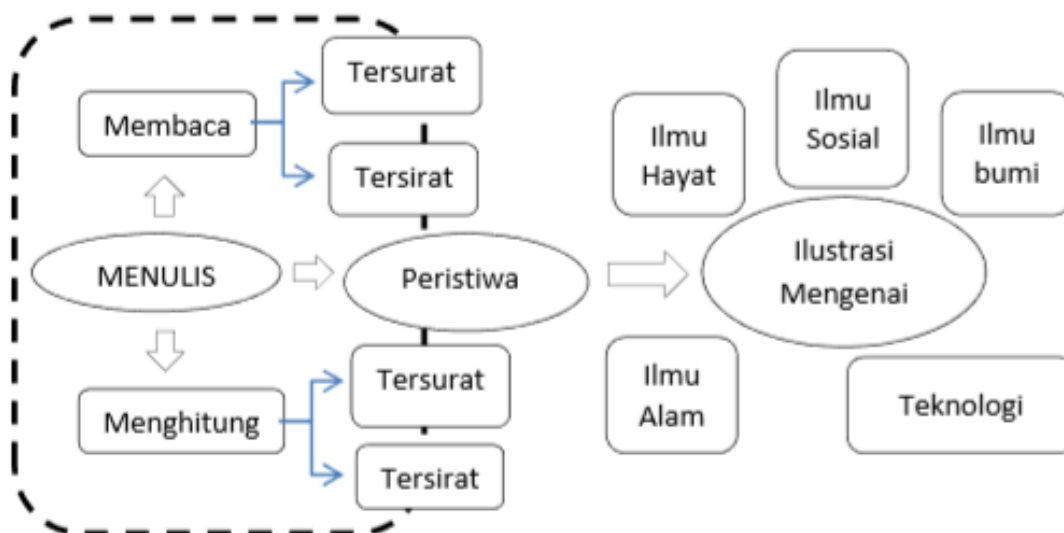 Tersurat
Membaca
Tersirat
MENULIS
Peristiwa
Menghitung
Tersurat
Tersirat
Ilmu
Hayat
Ilmu
Sosial
Ilmu
bumi
Ilustrasi
Mengenai
Ilmu
Alam
Teknologi